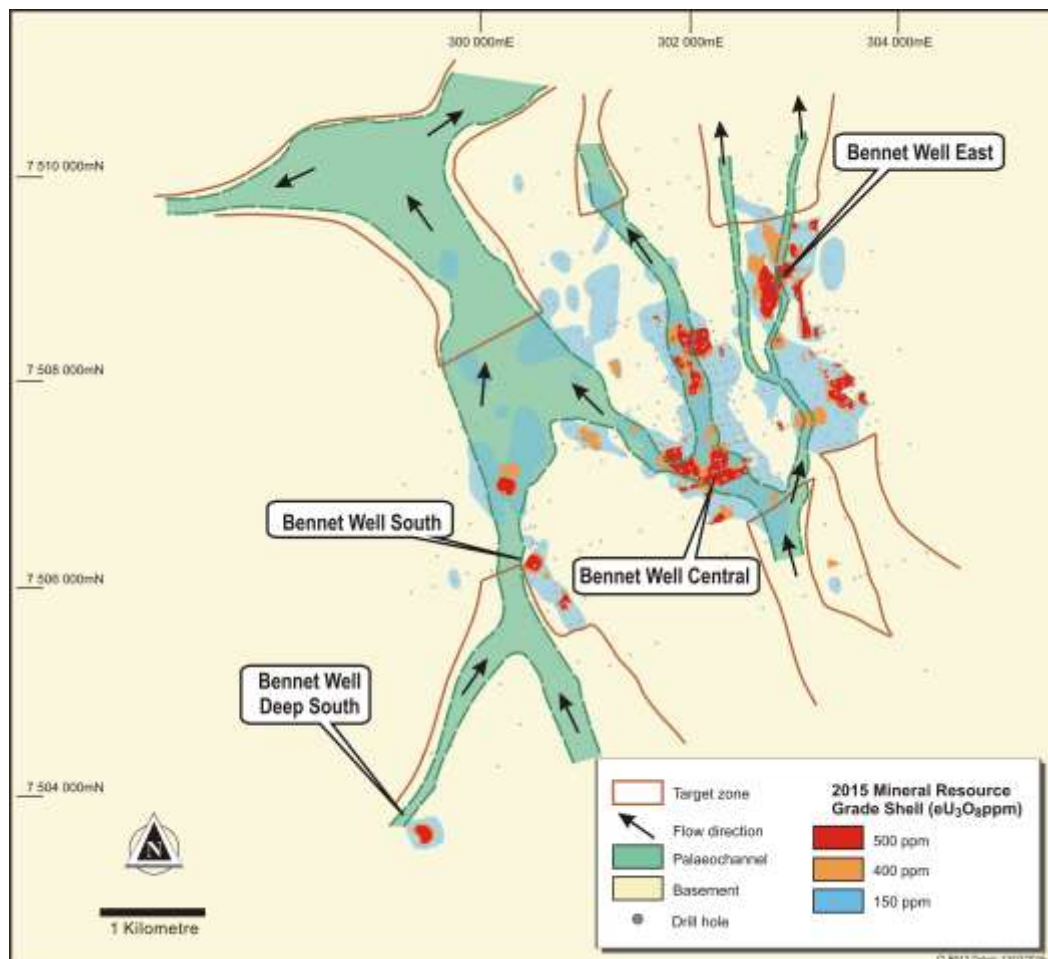 300 000mE
302 000mE
304 000mE
7 510 000mN
7 508 000mN
7 506 000mN
7 504 000mN
Bennet Well East
Bennet Well South
Bennet Well Central
Bennet Well
Deep South
N
1 Kilometre
Target zone
Flow direction
Palaeochannel
Basement
Drill hole
2015 Mineral Resource
Grade Shell (eU₃O₈ppm)
500 ppm
400 ppm
150 ppm